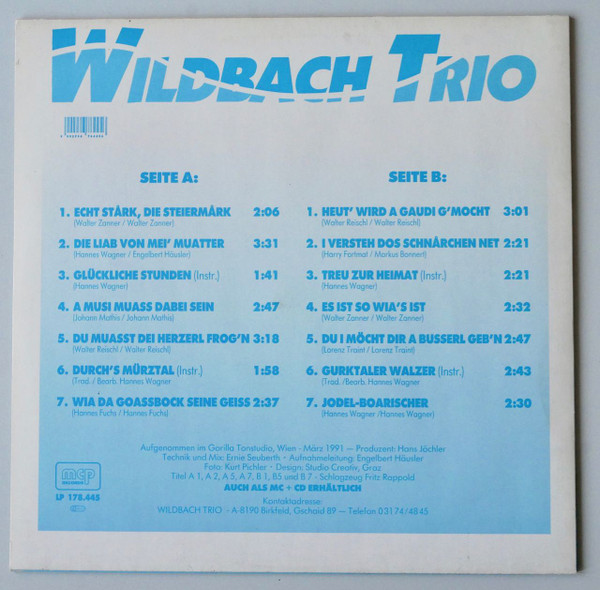 WILDBACH TRIO
SEITE A:
1. ECHT STÅRK, DIE STEIERMÅRK 2:06
(Walter Zanner / Walter Zanner)
2. DIE LIAB VON MEI' MUATTER 3:31
(Hannes Wagner / Engelbert Häusler)
3. GLÜCKLICHE STUNDEN (Instr.) 1:41
(Hannes Wagner)
4. A MUSI MUASS DABEI SEIN 2:47
(Johann Mathis / Johann Mathis)
5. DU MUASST DEI HERZERL FROG'N 3:18
(Walter Reischl / Walter Reischl)
6. DURCH'S MÜRZTAL (Instr.) 1:58
(Trad. / Bearb. Hannes Wagner
7. WIA DA GOASSBOCK SEINE GEISS 2:37
(Hannes Fuchs / Hannes Fuchs)
SEITE B:
1. HEUT' WIRD A GAUDI G'MOCHT 3:01
(Walter Reischl / Walter Reischl)
2. I VERSTEH DOS SCHNÅRCHEN NET 2:21
(Harry Fortmat / Markus Bannert)
3. TREU ZUR HEIMAT (Instr.) 2:21
(Hannes Wagner)
4. ES IST SO WIA'S IST 2:32
(Walter Zanner / Walter Zanner)
5. DU I MÖCHT DIR A BUSSERL GEB'N 2:47
(Lorenz Traint / Lorenz Traint)
6. GURKTALER WALZER (Instr.) 2:43
(Trad. /Bearb. Hannes Wagner
7. JODEL-BOARISCHER 2:30
(Hannes Wagner /Hannes Wagner)
Aufgenommen im Gorilla Tonstudio, Wien - März 1991 — Produzent: Hans Jöchler
Technik und Mix: Ernie Seuberth • Aufnahmeleitung: Engelbert Häusler
Foto: Kurt Pichler • Design: Studio Creativ, Graz
Titel A 1, A 2, A 5, A 7, B 1, B5 und B 7 - Schlagzeug Fritz Rappold
AUCH ALS MC + CD ERHÄLTLICH
Kontaktadresse:
WILDBACH TRIO - A-8190 Birkfeld, Gschaid 89 — Telefon 03174/4845
mcp
RECORDS
LP 178.445